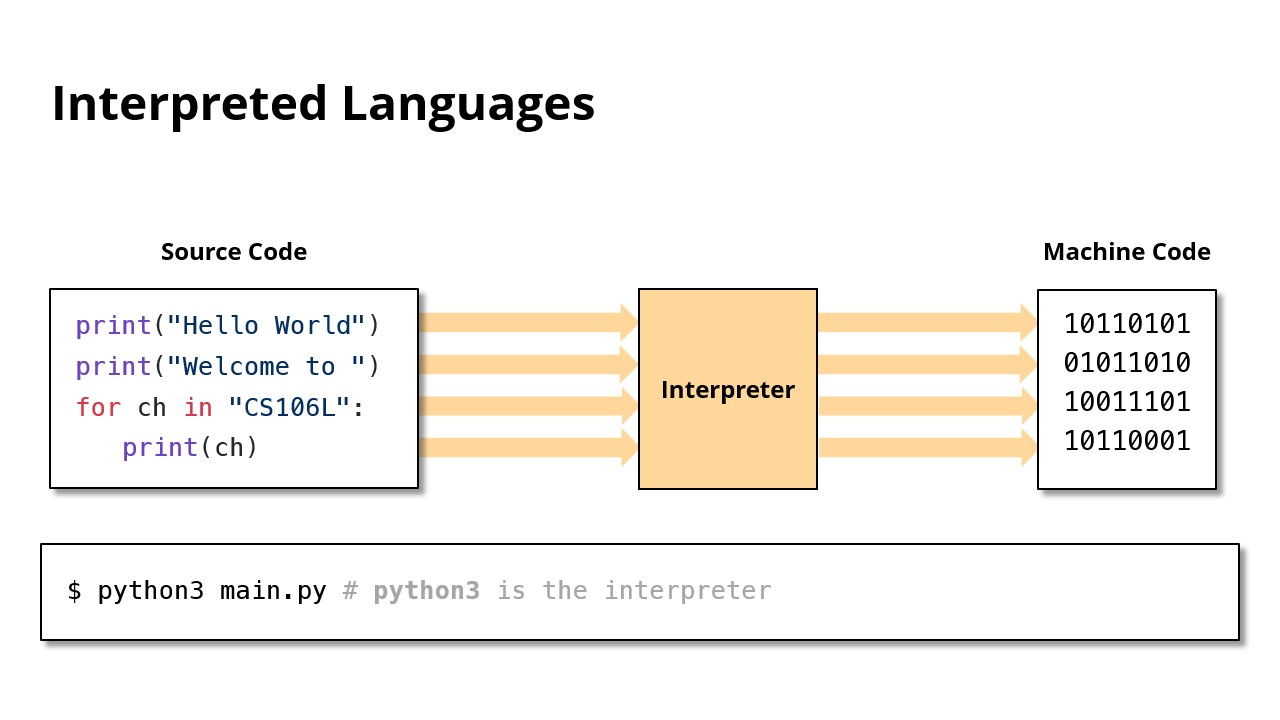 Interpreted Languages
Source Code
Machine Code
print("Hello World")
print("Welcome to ")
for ch in "CS106L":
print(ch)
Interpreter
10110101
01011010
10011101
10110001
$ python3 main.py # python3 is the interpreter